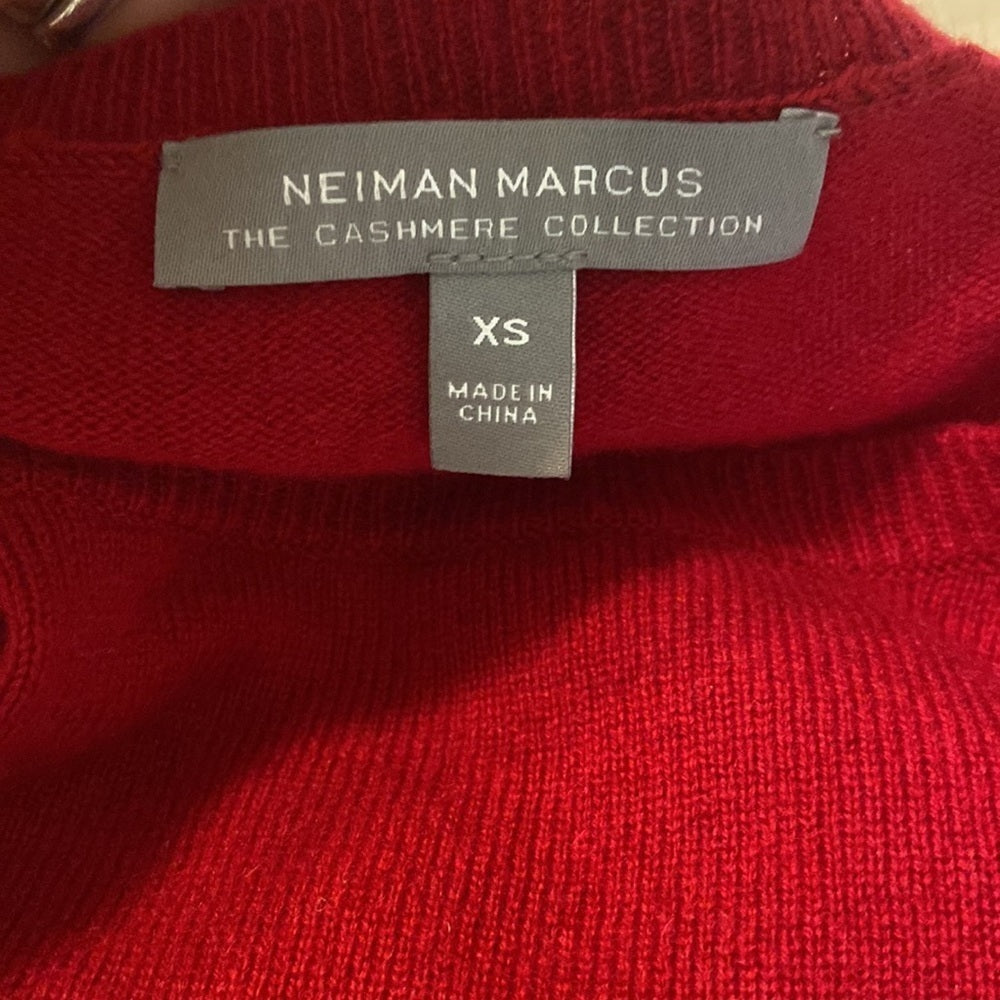 NEIMAN MARCUS
THE CASHMERE COLLECTION
XS
MADE IN
CHINA